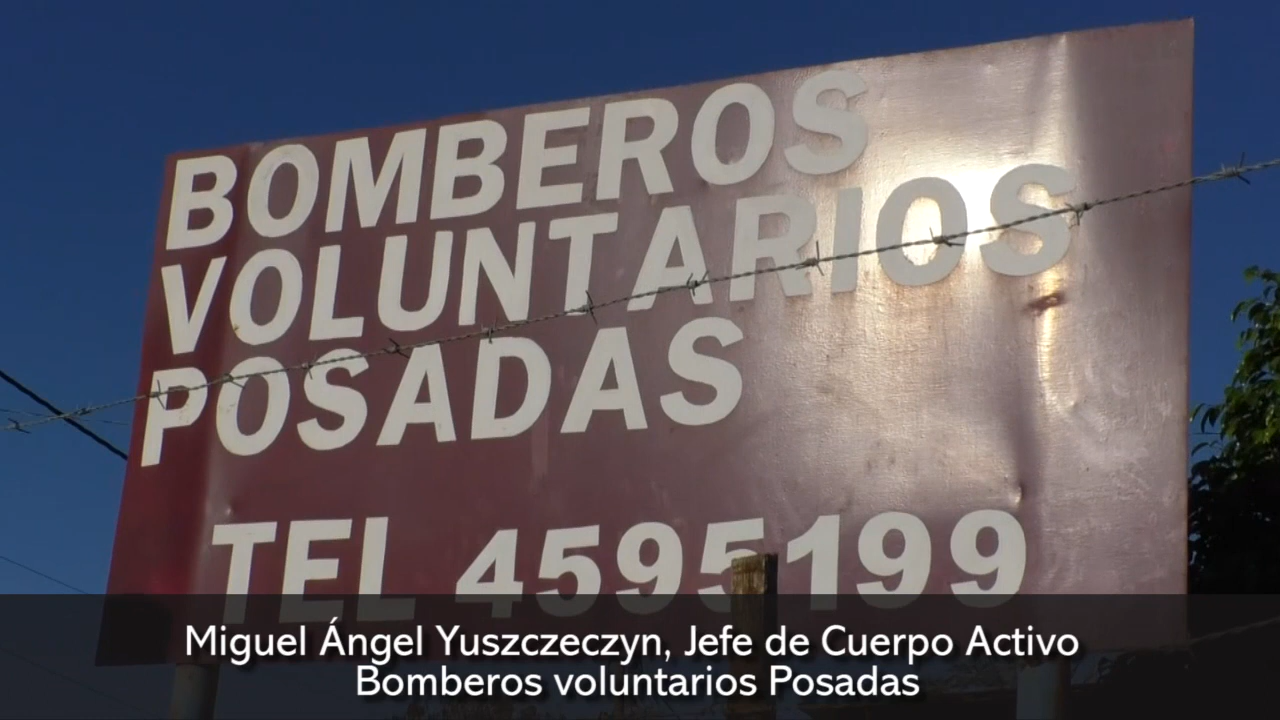 BOMBEROS
VOLUNTARIOS
POSADAS
TEL 4595199
Miguel Ángel Yuszczeczyn, Jefe de Cuerpo Activo
Bomberos voluntarios Posadas